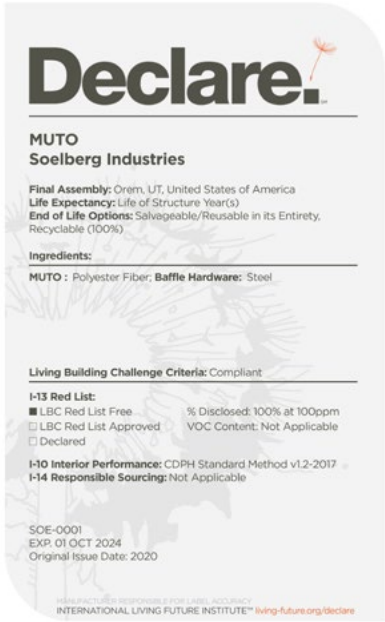 Declare.
MUTO
Soelberg Industries
Final Assembly: Orem, UT, United States of America
Life Expectancy: Life of Structure Year(s)
End of Life Options: Salvageable/Reusable in its Entirety,
Recyclable (100%)
Ingredients:
MUTO : Polyester Fiber; Baffle Hardware: Steel
Living Building Challenge Criteria: Compliant
I-13 Red List:
■ LBC Red List Free % Disclosed: 100% at 100ppm
□ LBC Red List Approved VOC Content: Not Applicable
□ Declared
I-10 Interior Performance: CDPH Standard Method v1.2-2017
I-14 Responsible Sourcing: Not Applicable
SOE-0001
EXP. 01 OCT 2024
Original Issue Date: 2020
MANUFACTURER RESPONSIBLE FOR LABEL ACCURACY
INTERNATIONAL LIVING FUTURE INSTITUTE™ living-future.org/declare